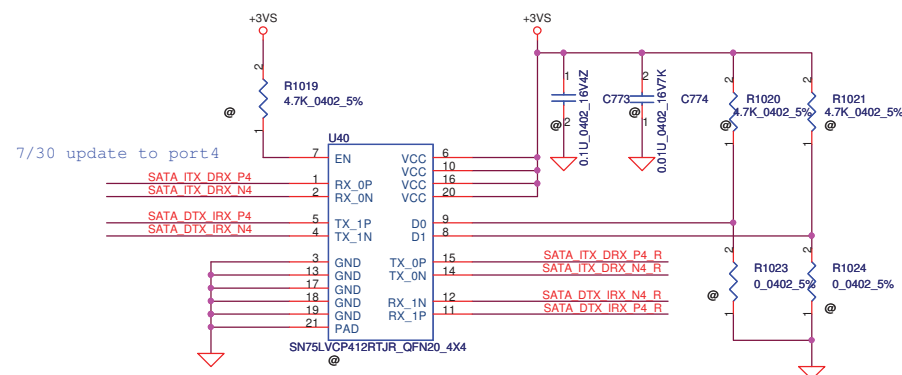 +3VS
+3VS
2
R1019
4.7K_0402_5%
@
1
1
@
2
0.1U_0402_16V4Z
C773
2
@
1
0.01U_0402_16V7K
C774
2
R1020
4.7K_0402_5%
@
1
2
R1021
4.7K_0402_5%
@
1
7/30 update to port4
U40
7 EN
VCC 6
VCC 10
VCC 16
VCC 20
SATA_ITX_DRX_P4 1 RX_0P
SATA_ITX_DRX_N4 2 RX_0N
SATA_DTX_IRX_P4 5 TX_1P
SATA_DTX_IRX_N4 4 TX_1N
D0 9
D1 8
3 GND
13 GND
17 GND
18 GND
19 GND
21 PAD
TX_0P 15 SATA_ITX_DRX_P4_R
TX_0N 14 SATA_ITX_DRX_N4_R
RX_1N 12 SATA_DTX_IRX_N4_R
RX_1P 11 SATA_DTX_IRX_P4_R
2
R1023
0_0402_5%
@
1
2
R1024
0_0402_5%
@
1
SN75LVCP412RTJR_QFN20_4X4
@